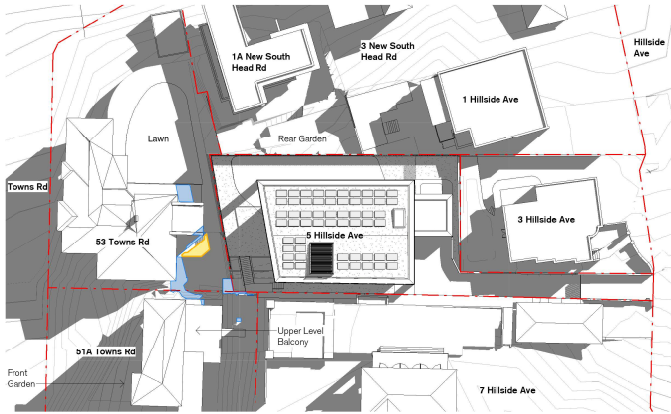 1A New South
Head Rd
3 New South
Head Rd
Hillside
Ave
1 Hillside Ave
Lawn
Rear Garden
Towns Rd
53 Towns Rd
5 Hillside Ave
3 Hillside Ave
Upper Level
Balcony
51A Towns Rd
Front
Garden
7 Hillside Ave